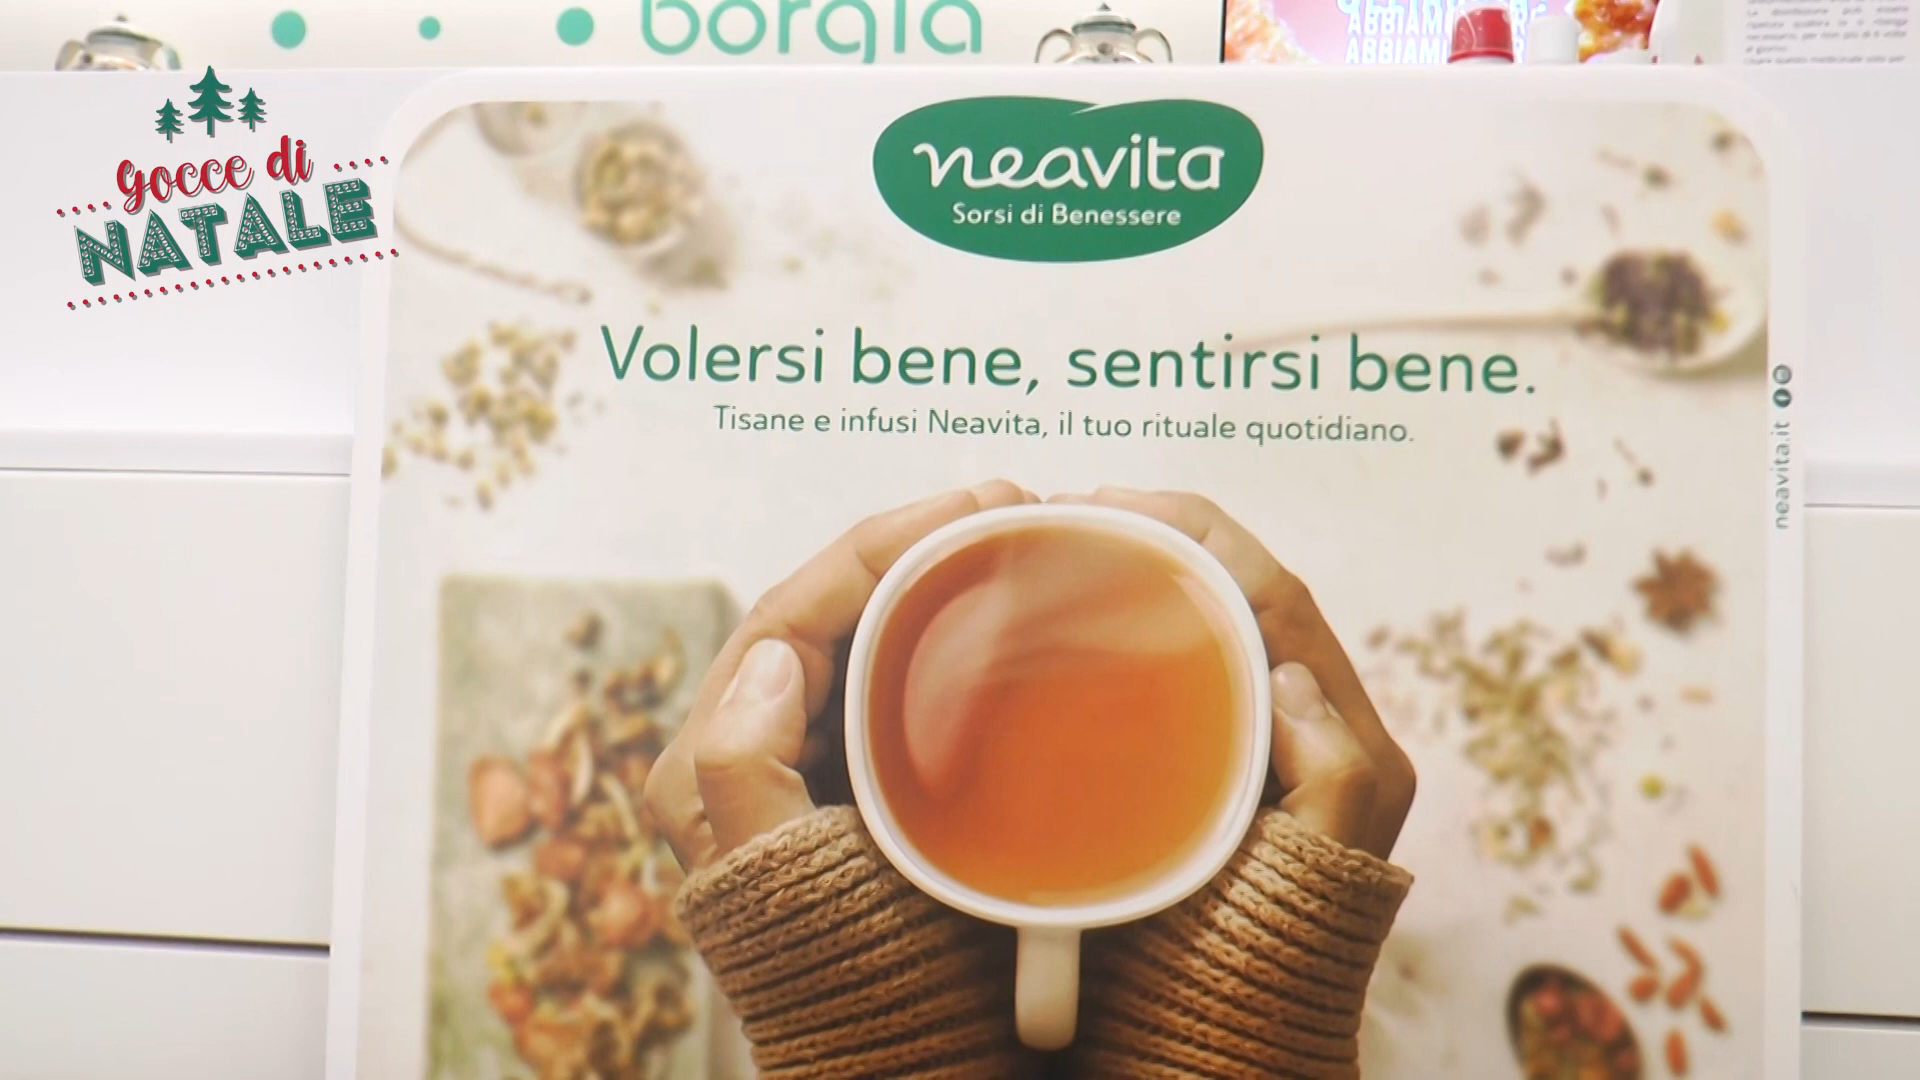 borgia
Gocce di
NATALE
neavita
Sorsi di Benessere
Volersi bene, sentirsi bene.
Tisane e infusi Neavita, il tuo rituale quotidiano.
neavita.it